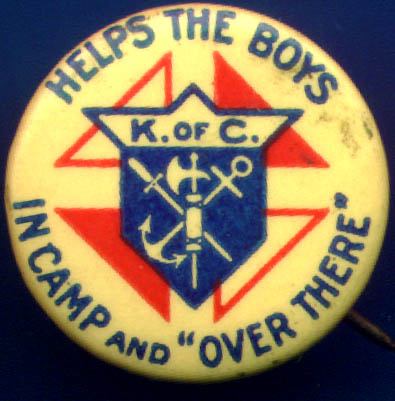 HELPS THE BOYS
K. OF C.
IN CAMP AND "OVER THERE"